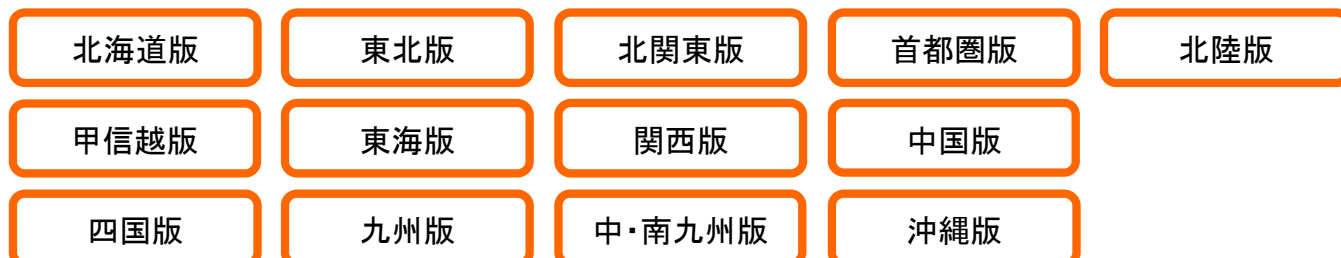 北海道版 東北版 北関東版 首都圏版 北陸版
甲信越版 東海版 関西版 中国版
四国版 九州版 中・南九州版 沖縄版